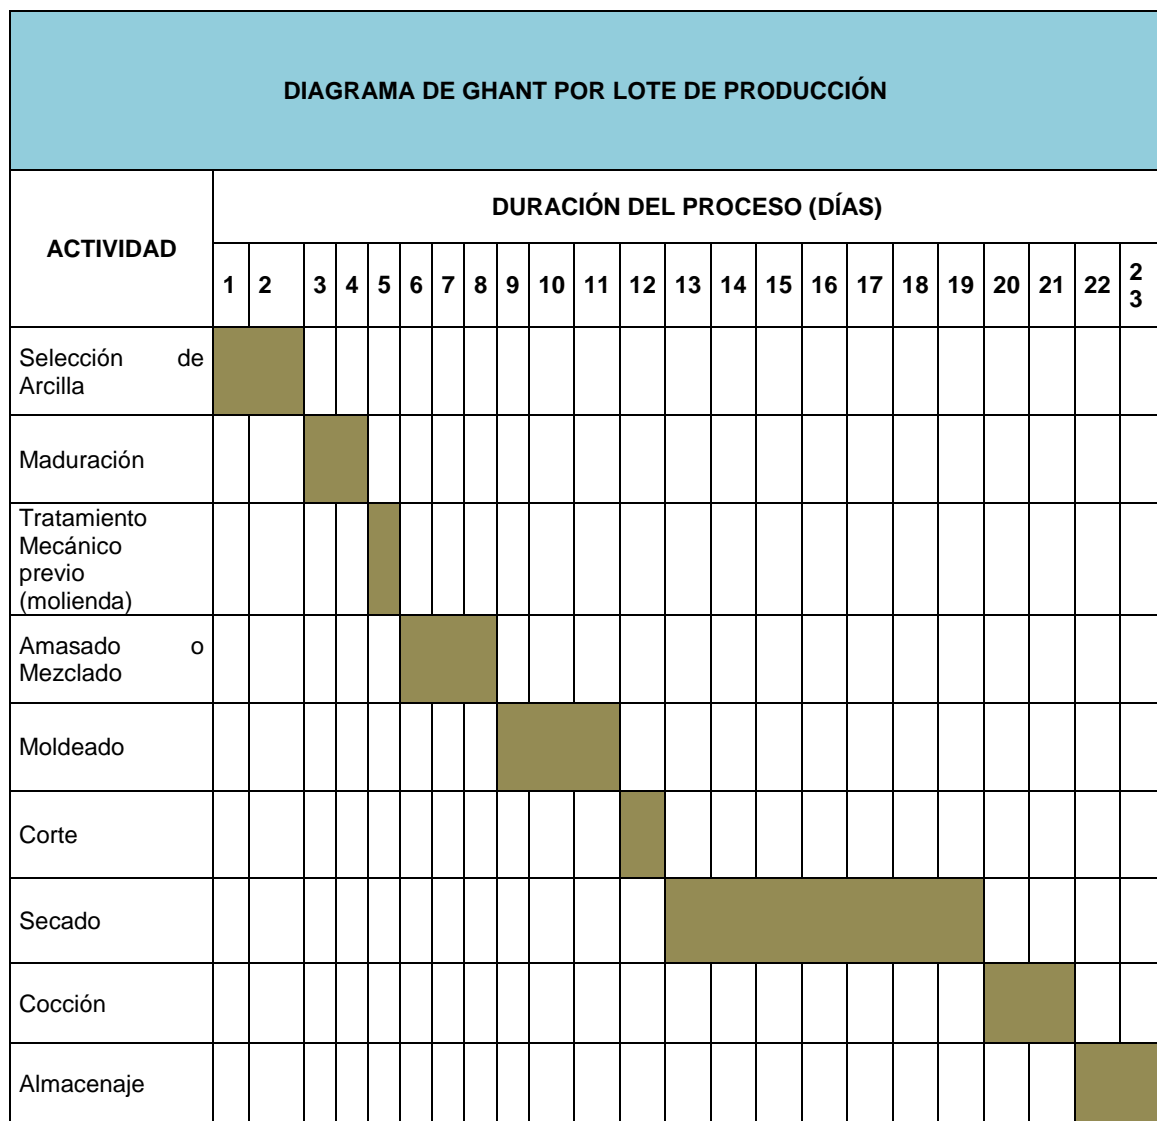 DIAGRAMA DE GHANT POR LOTE DE PRODUCCIÓN
ACTIVIDAD
DURACIÓN DEL PROCESO (DÍAS)
1 2 3 4 5 6 7 8 9 10 11 12 13 14 15 16 17 18 19 20 21 22 2
3
Selección de
Arcilla
Maduración
Tratamiento
Mecánico
previo
(molienda)
Amasado o
Mezclado
Moldeado
Corte
Secado
Cocción
Almacenaje